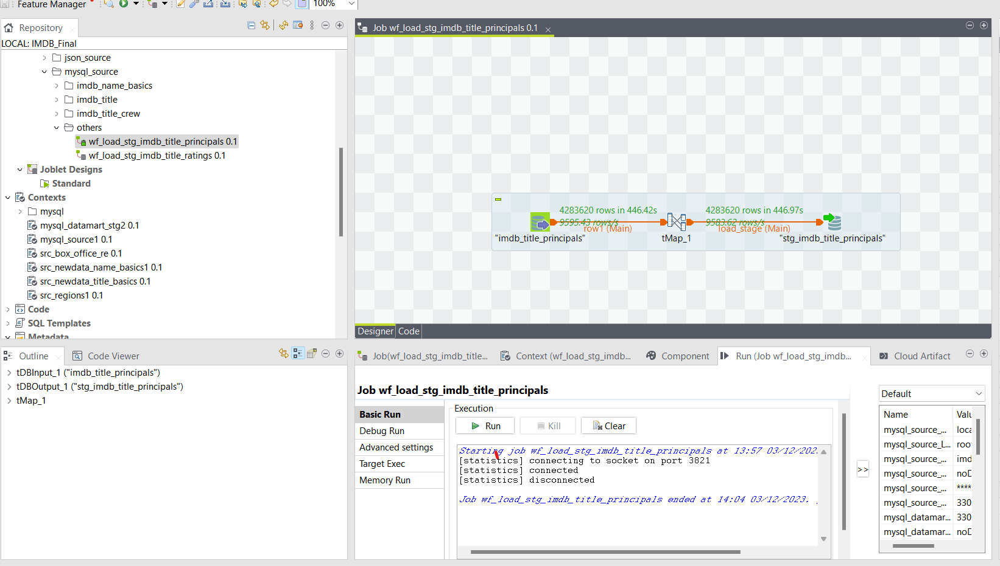 Feature Manager
100%
Repository
LOCAL: IMDB_Final
json_source
mysql_source
imdb_name_basics
imdb_title
imdb_title_crew
others
wf_load_stg_imdb_title_principals 0.1
wf_load_stg_imdb_title_ratings 0.1
Joblet Designs
Standard
Contexts
mysql
mysql_datamart_stg2 0.1
mysql_source1 0.1
src_box_office_re 0.1
src_newdata_name_basics1 0.1
src_newdata_title_basics 0.1
src_regions1 0.1
Code
SQL Templates
Metadata
Job wf_load_stg_imdb_title_principals 0.1
4283620 rows in 446.42s
9595.43 rows/s
row1 (Main)
4283620 rows in 446.97s
9583.62 rows/s
load_stage (Main)
"imdb_title_principals"
tMap_1
"stg_imdb_title_principals"
Designer
Code
Outline
Code Viewer
tDBInput_1 ("imdb_title_principals")
tDBOutput_1 ("stg_imdb_title_principals")
tMap_1
Job(wf_load_stg_imdb_title...
Context (wf_load_stg_imdb...
Component
Run (Job wf_load_stg_imdb...
Cloud Artifact
Job wf_load_stg_imdb_title_principals
Basic Run
Debug Run
Advanced settings
Target Exec
Memory Run
Execution
Run
Kill
Clear
Starting job wf_load_stg_imdb_title_principals at 13:57 03/12/202
[statistics] connecting to socket on port 3821
[statistics] connected
[statistics] disconnected
Job wf_load_stg_imdb_title_principals ended at 14:04 03/12/2023.
>>
Default
Name Valu
mysql_source_... loca
mysql_source_L... roo
mysql_source_... imd
mysql_source_... noD
mysql_source_... ****
mysql_source_... 330
mysql_datamar... 330
mysql_datamar... noD